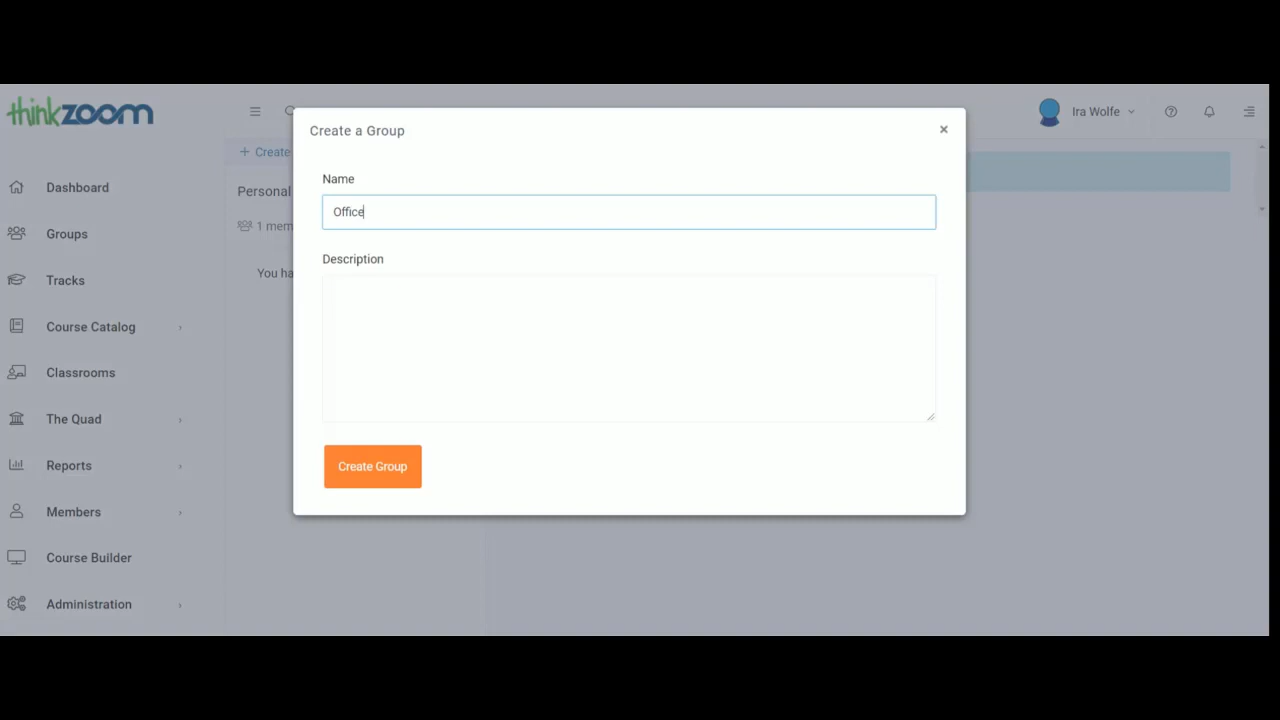 thinkzoom
Ira Wolfe
Create a Group
×
+ Create
Name
Office
Personal
1 mem
You ha
Description
Create Group
Dashboard
Groups
Tracks
Course Catalog
Classrooms
The Quad
Reports
Members
Course Builder
Administration